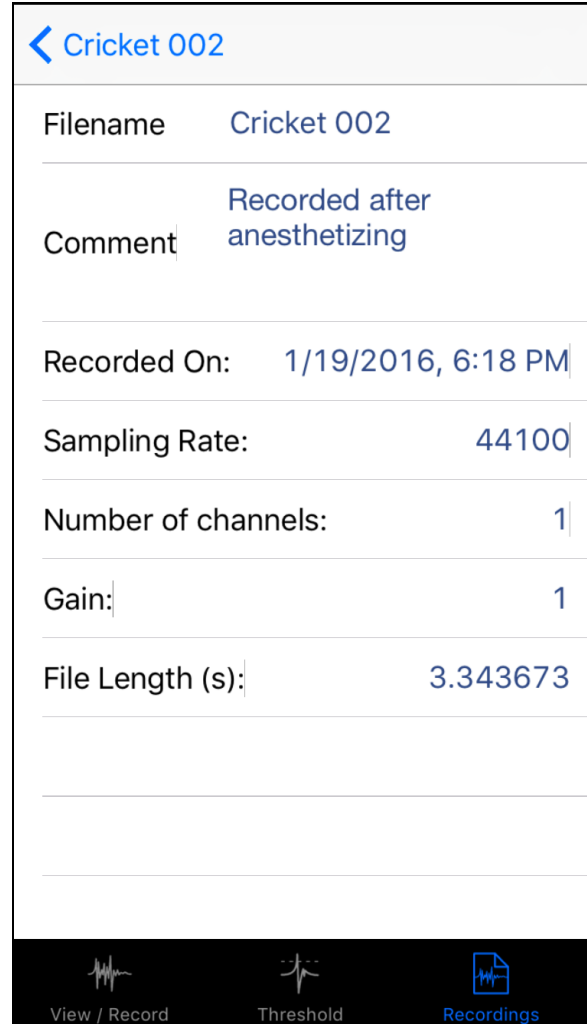 Cricket 002
Filename Cricket 002
Recorded after
Comment anesthetizing
Recorded On: 1/19/2016, 6:18 PM
Sampling Rate: 44100
Number of channels: 1
Gain: 1
File Length (s): 3.343673
View / Record Threshold Recordings